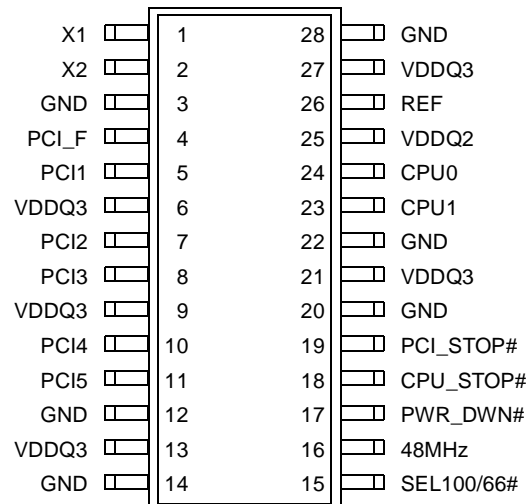 X1 1 28 GND
X2 2 27 VDDQ3
GND 3 26 REF
PCI_F 4 25 VDDQ2
PCI1 5 24 CPU0
VDDQ3 6 23 CPU1
PCI2 7 22 GND
PCI3 8 21 VDDQ3
VDDQ3 9 20 GND
PCI4 10 19 PCI_STOP#
PCI5 11 18 CPU_STOP#
GND 12 17 PWR_DWN#
VDDQ3 13 16 48MHz
GND 14 15 SEL100/66#